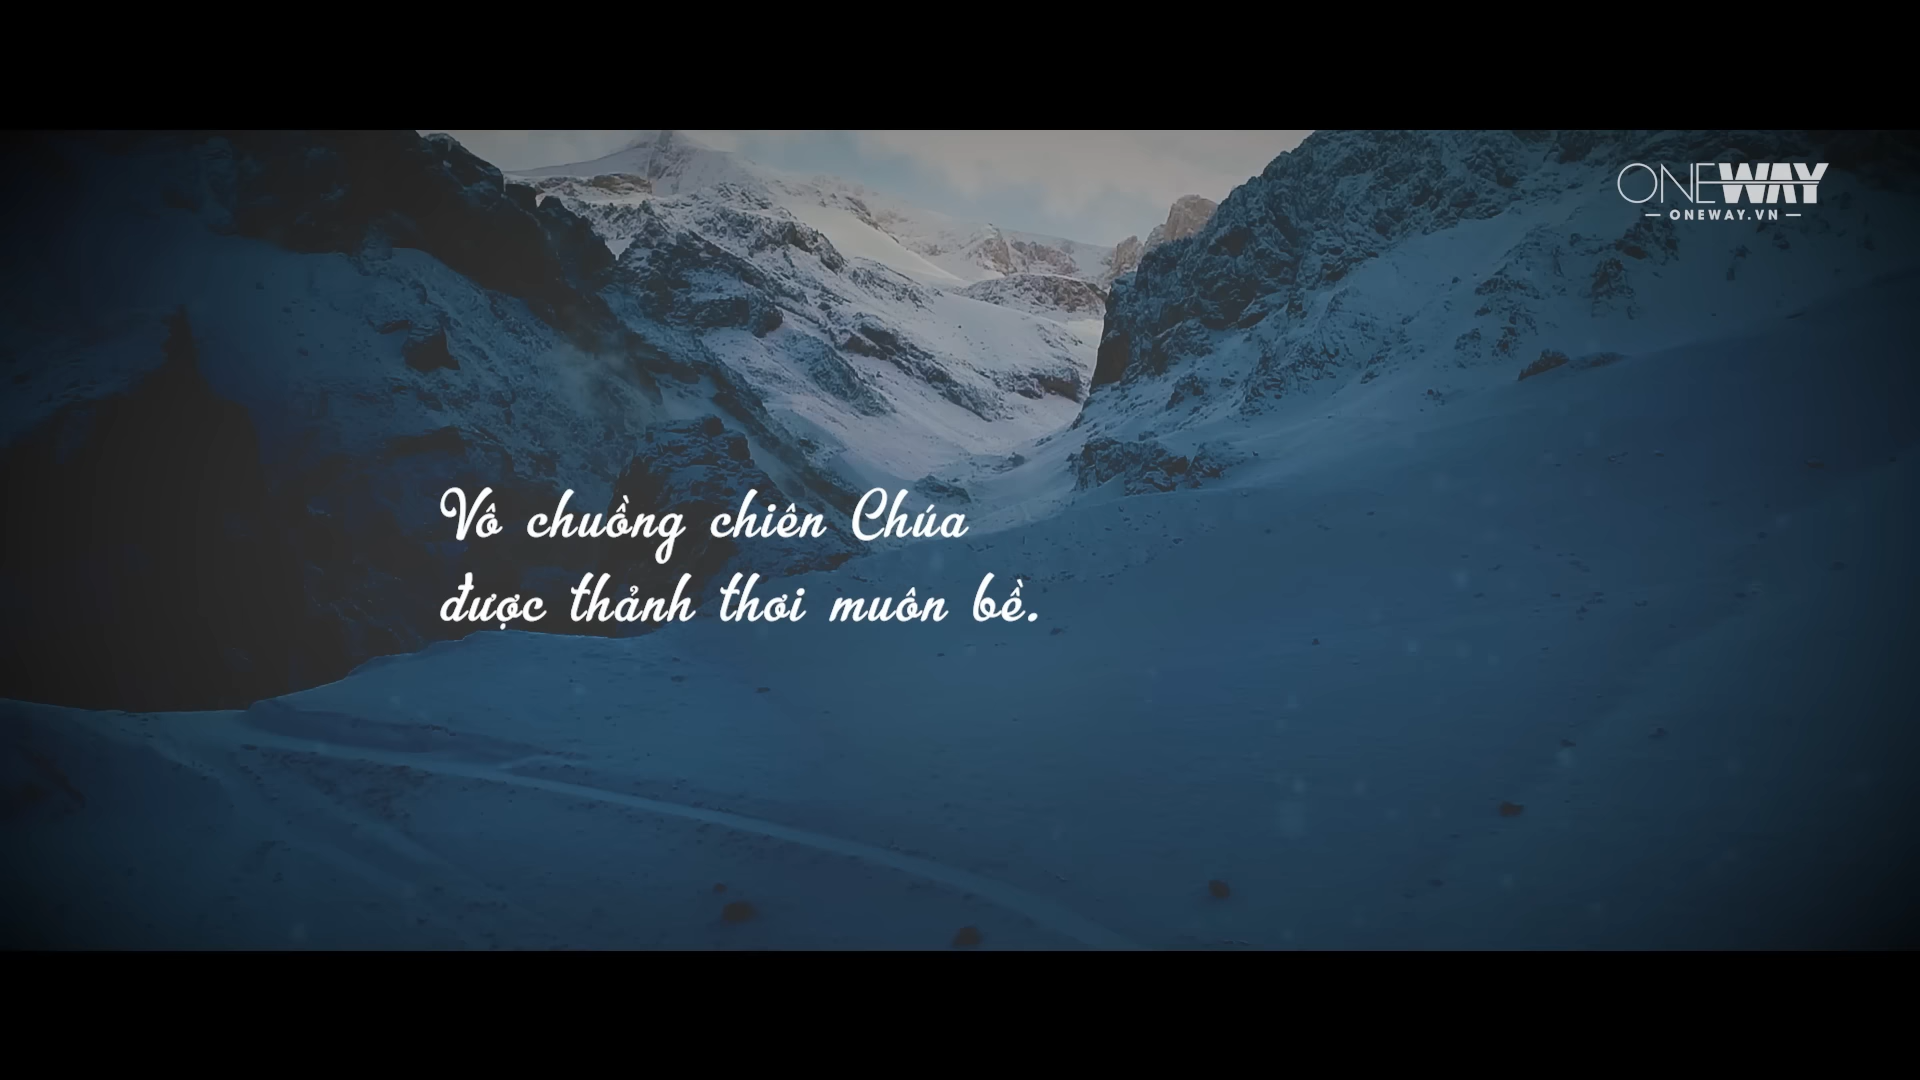 ONEWAY
— ONEWAY.VN —
Vô chuồng chiên Chúa
được thảnh thơi muôn bề.